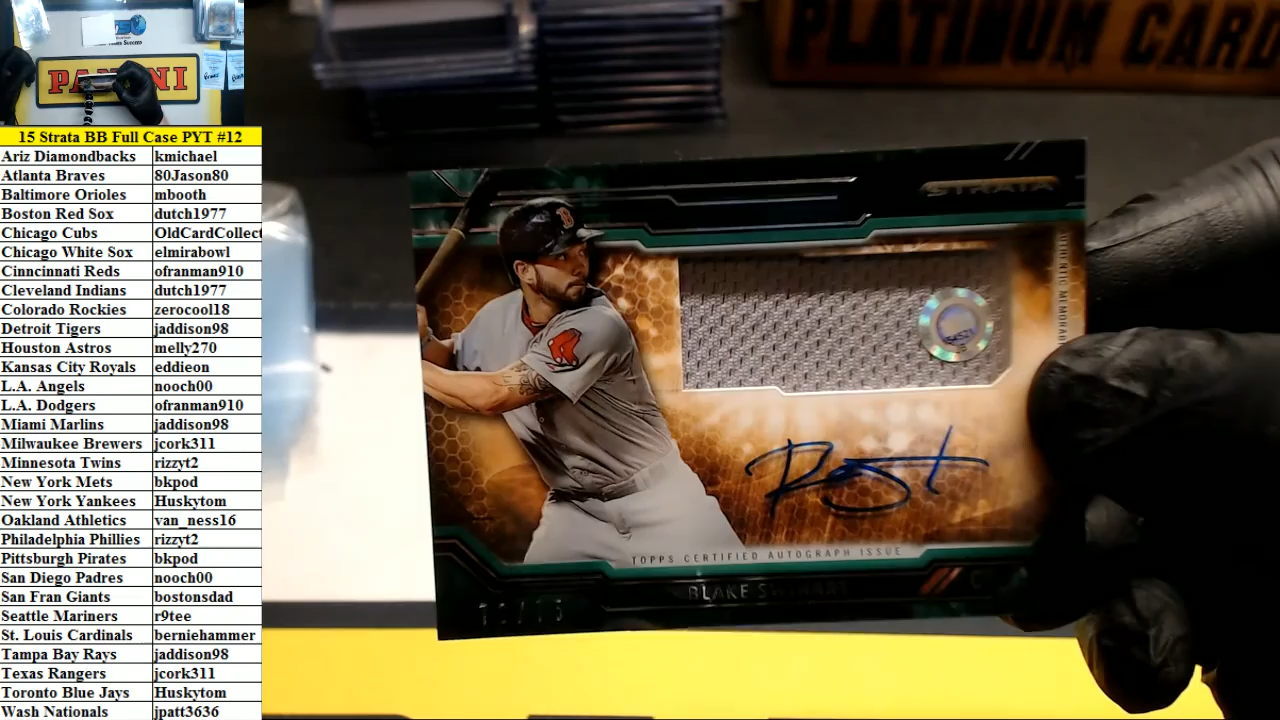 PANINI
15 Strata BB Full Case PYT #12
Ariz Diamondbacks kmichael
Atlanta Braves 80Jason80
Baltimore Orioles mbooth
Boston Red Sox dutch1977
Chicago Cubs OldCardCollect
Chicago White Sox elmirabowl
Cinncinnati Reds ofranman910
Cleveland Indians dutch1977
Colorado Rockies zerocool18
Detroit Tigers jaddison98
Houston Astros melly270
Kansas City Royals eddieon
L.A. Angels nooch00
L.A. Dodgers ofranman910
Miami Marlins jaddison98
Milwaukee Brewers jcork311
Minnesota Twins rizzyt2
New York Mets bkpod
New York Yankees Huskytom
Oakland Athletics van_ness16
Philadelphia Phillies rizzyt2
Pittsburgh Pirates bkpod
San Diego Padres nooch00
San Fran Giants bostonsdad
Seattle Mariners r9tee
St. Louis Cardinals berniehammer
Tampa Bay Rays jaddison98
Texas Rangers jcork311
Toronto Blue Jays Huskytom
Wash Nationals jpatt3636
PLATINUM CARD
STRATA
B
TOPPS CERTIFIED AUTOGRAPH ISSUE
BLAKE SWIHART
C